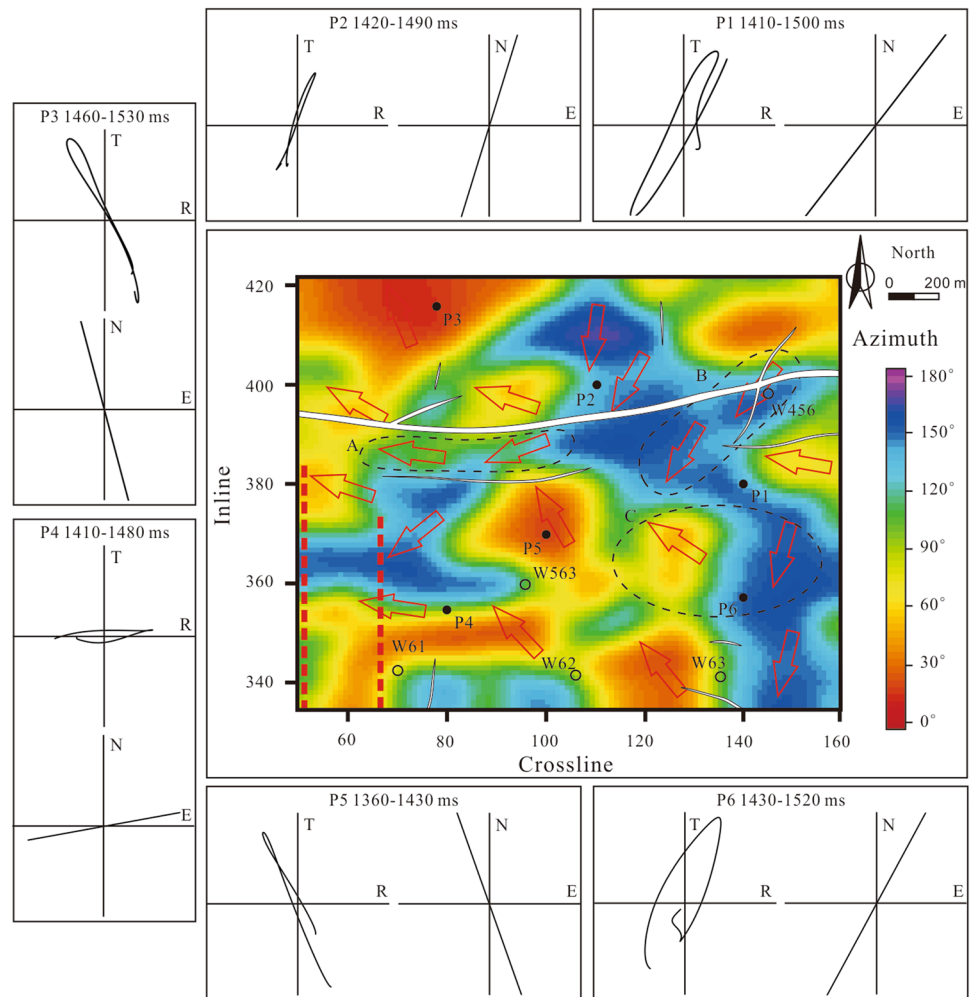 P2 1420-1490 ms
T
R
N
E
P1 1410-1500 ms
T
R
N
E
P3 1460-1530 ms
T
R
N
E
P4 1410-1480 ms
T
R
N
E
North
0 200 m
Azimuth
180°
150°
120°
90°
60°
30°
0°
Inline
420
400
380
360
340
P3
P2
B
W456
A
P1
C
P5
W563
P6
P4
W61
W62
W63
60 80 100 120 140 160
Crossline
P5 1360-1430 ms
T
R
N
E
P6 1430-1520 ms
T
R
N
E